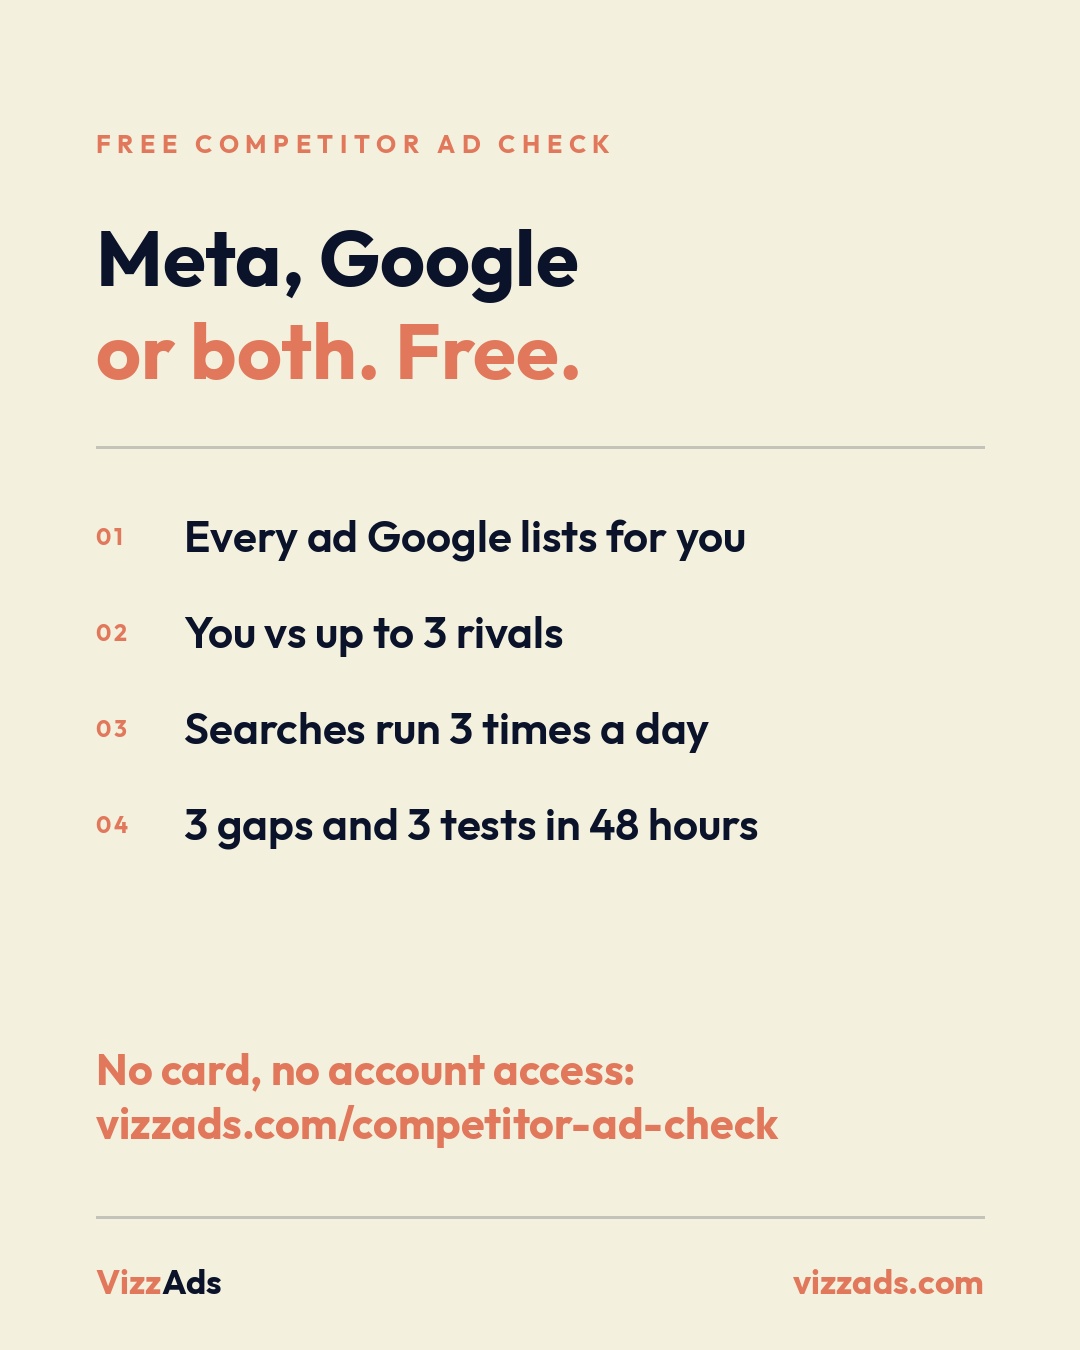 FREE COMPETITOR AD CHECK
Meta, Google
or both. Free.
01 Every ad Google lists for you
02 You vs up to 3 rivals
03 Searches run 3 times a day
04 3 gaps and 3 tests in 48 hours
No card, no account access:
vizzads.com/competitor-ad-check
VizzAds vizzads.com